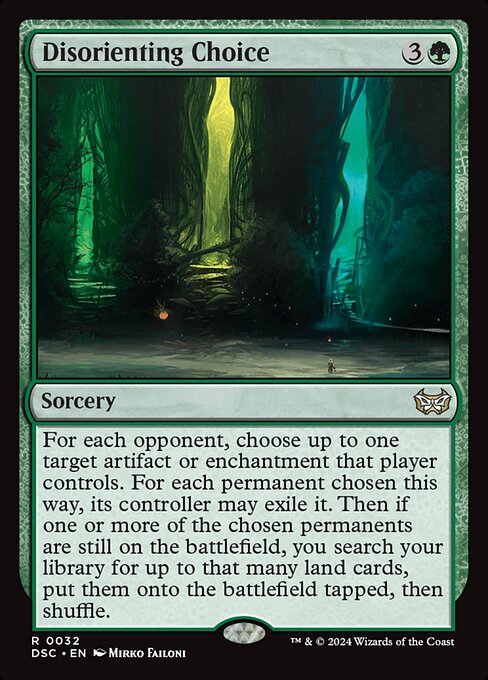 Disorienting Choice 3
Sorcery
For each opponent, choose up to one
target artifact or enchantment that player
controls. For each permanent chosen this
way, its controller may exile it. Then if
one or more of the chosen permanents
are still on the battlefield, you search your
library for up to that many land cards,
put them onto the battlefield tapped, then
shuffle.
R 0032
DSC • EN Mirko Failoni
™ & © 2024 Wizards of the Coast